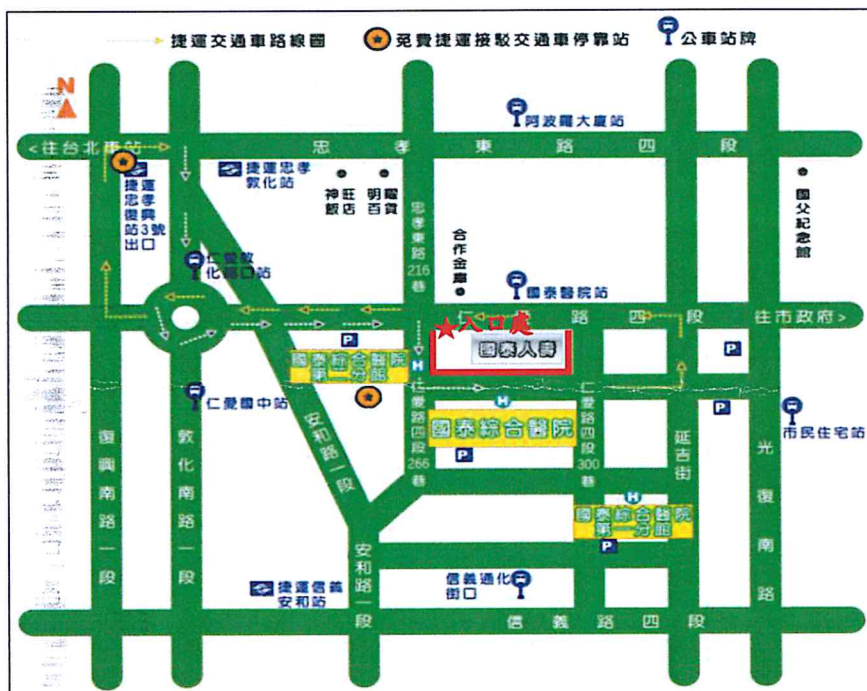 捷運交通車路線圖
免費捷運接駁交通車停靠站
公車站牌
N
阿波羅大廈站
<往台北車站
忠孝東路四段
捷運
忠孝
復興
站3號
出口
捷運忠孝
敦化站
神旺
飯店
明曜
百貨
忠孝東路216巷
合作金庫
國父紀念館
仁愛敦
化路口站
國泰醫院站
仁
路四段
往市政府>
入口處
國泰人壽
P
國泰綜合醫院
第二分館
H
P
仁愛國中站
仁愛路四段266巷
H
國泰綜合醫院
P
仁愛路四段300巷
P
市民住宅站
復興南路一段
敦化南路一段
安和路一段
延吉街
光復南路
H
國泰綜合醫院
第一分館
P
安和路一段
捷運信義
安和站
信義通化
街口
信義路四段